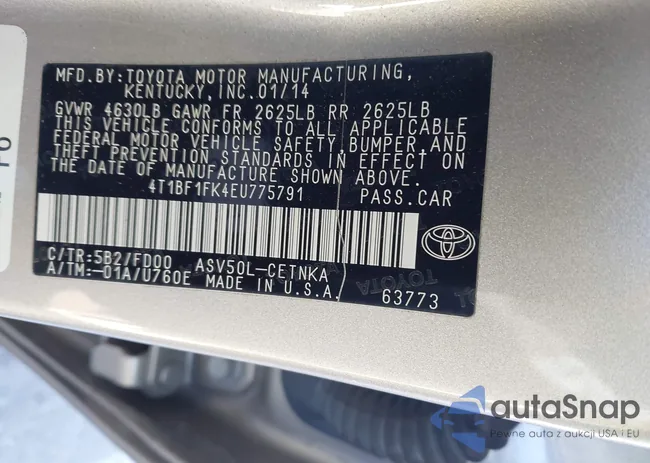 MFD.BY: TOYOTA MOTOR MANUFACTURING,
KENTUCKY, INC. 01/14
GVWR 4630LB GAWR FR 2625LB RR 2625LB
THIS VEHICLE CONFORMS TO ALL APPLICABLE
FEDERAL MOTOR VEHICLE SAFETY, BUMPER, AND
THEFT PREVENTION STANDARDS IN EFFECT ON
THE DATE OF MANUFACTURE SHOWN ABOVE.
4T1BF1FK4EU775791 PASS.CAR
C/TR:5B2/FD00 ASV50L-CETNKA
A/TM:-01A/U760E MADE IN U.S.A. 63773
TOYOTA
autaSnap
Pewne auta z aukcji USA i EU